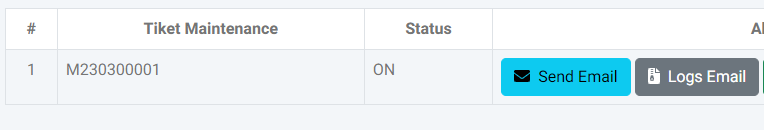 # Tiket Maintenance Status
1 M230300001 ON Send Email Logs Email